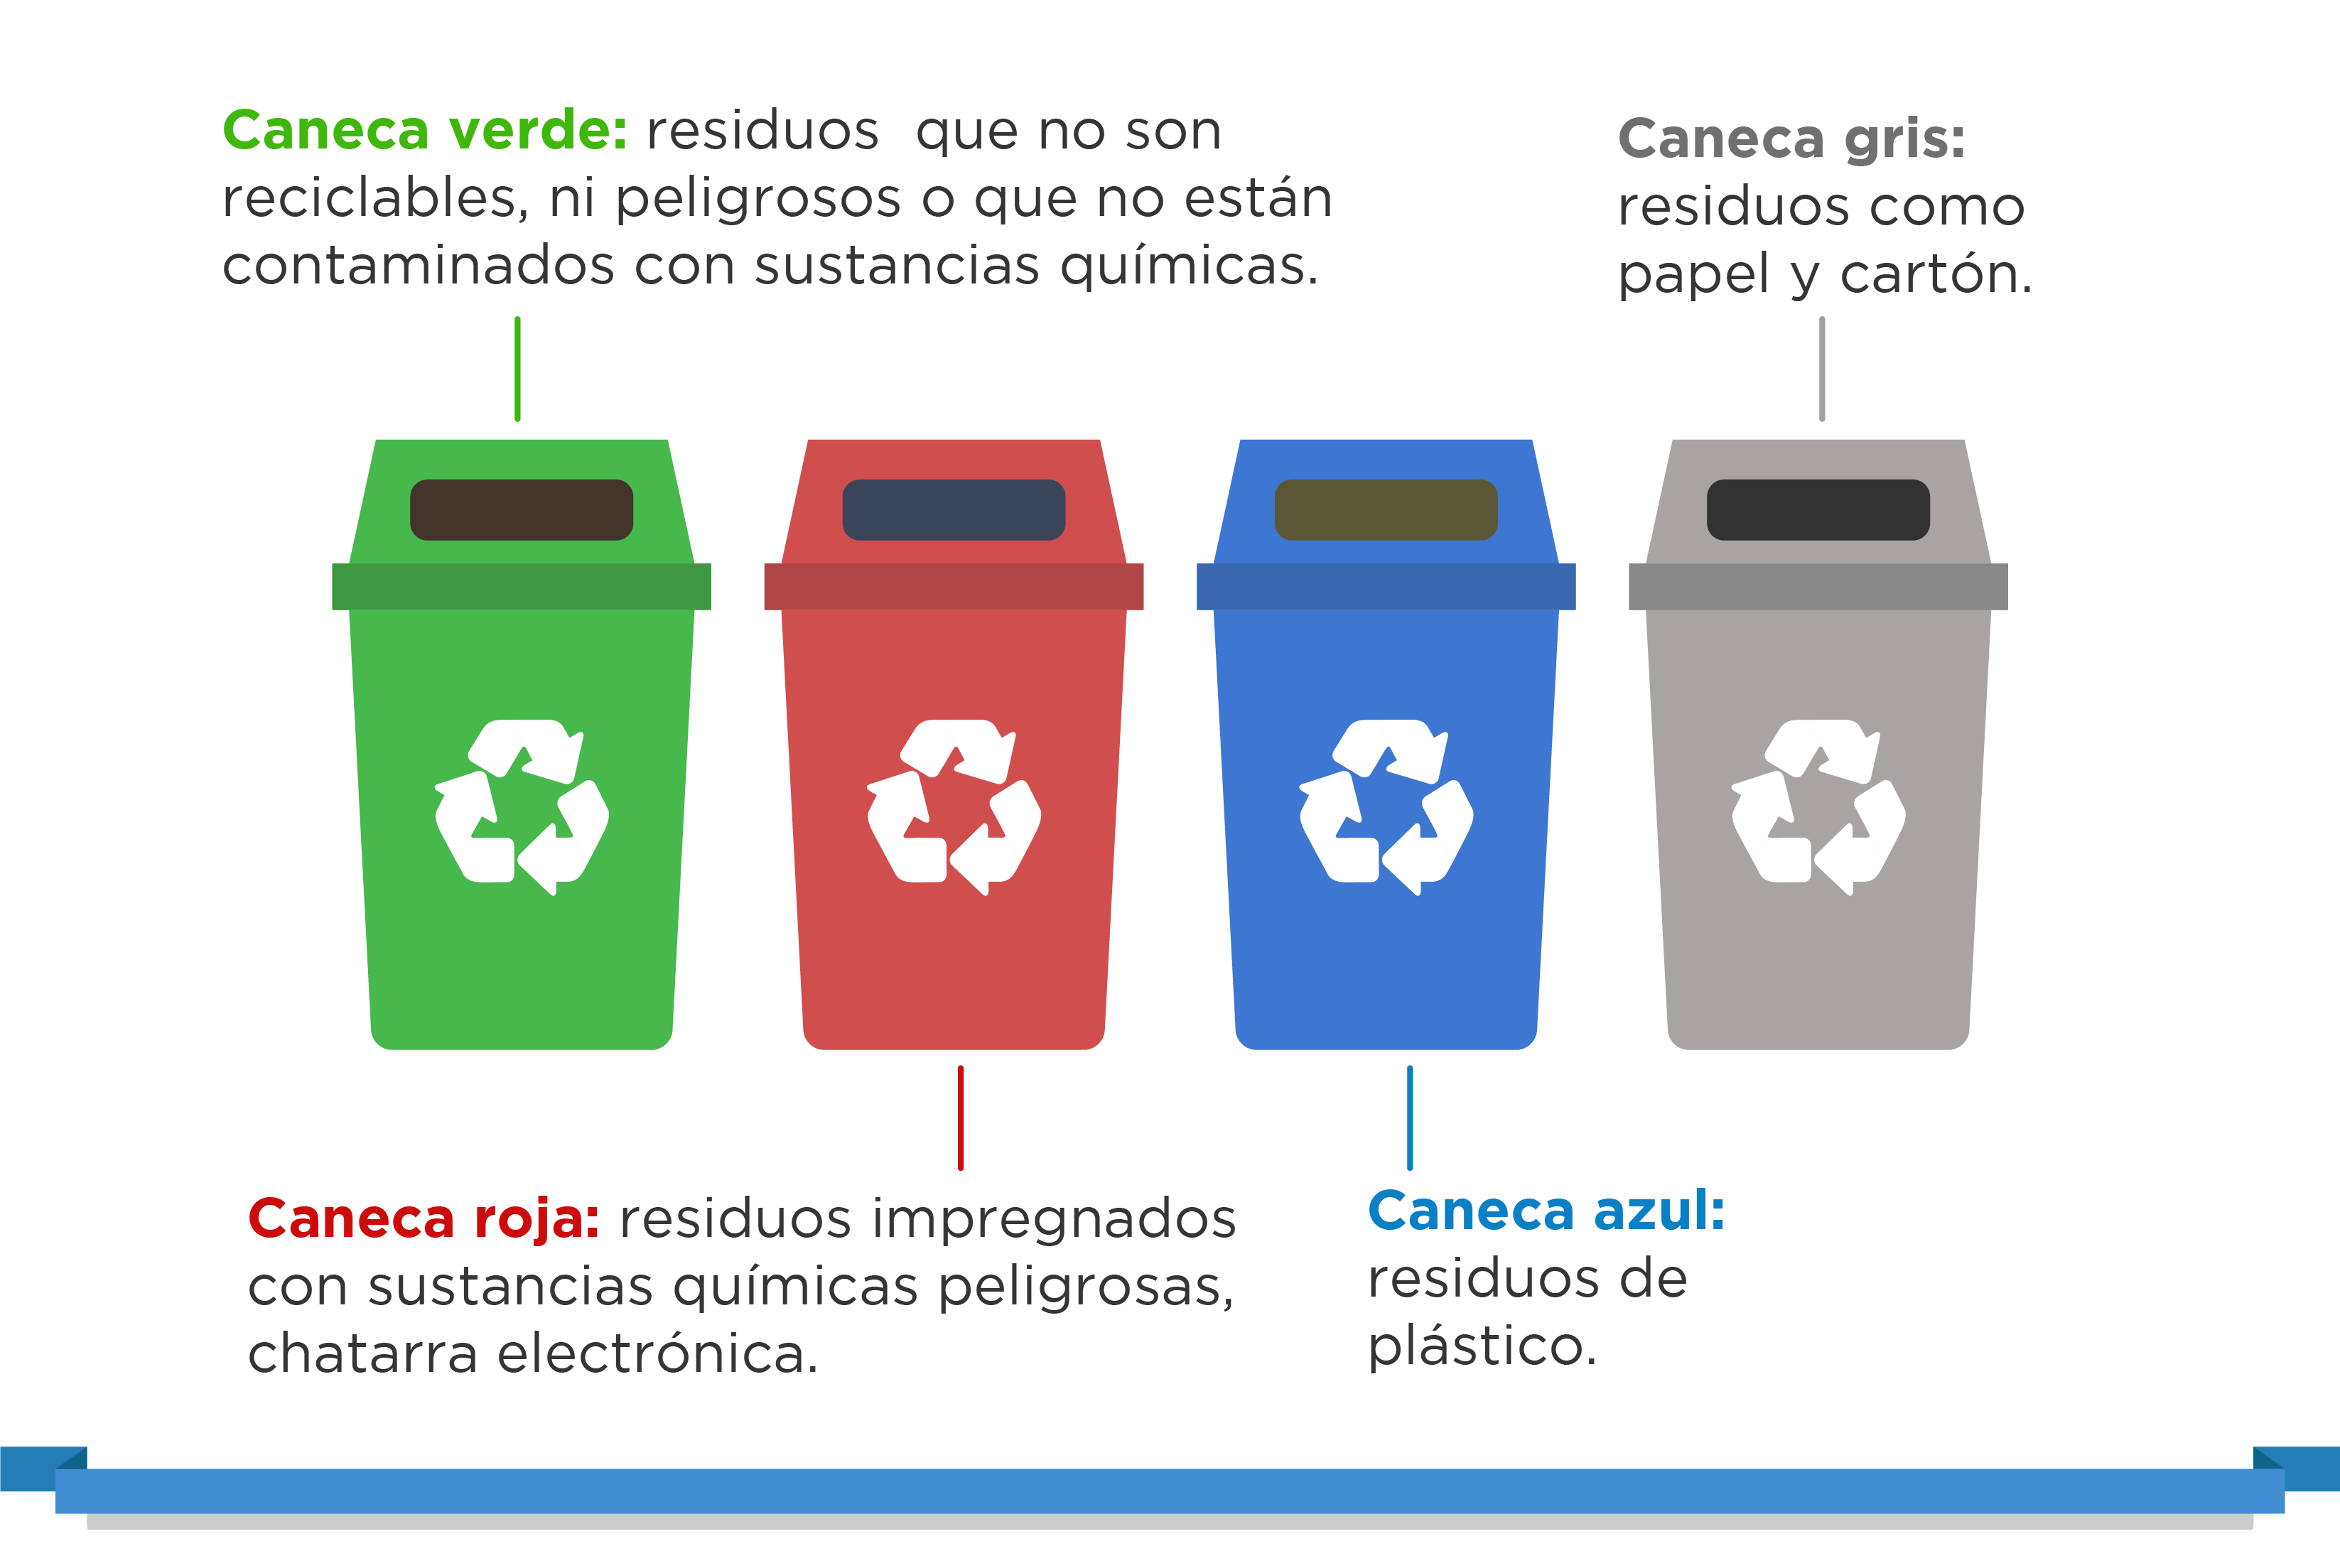 Caneca verde: residuos que no son
reciclables, ni peligrosos o que no están
contaminados con sustancias químicas.
Caneca gris:
residuos como
papel y cartón.
Caneca roja: residuos impregnados
con sustancias químicas peligrosas,
chatarra electrónica.
Caneca azul:
residuos de
plástico.